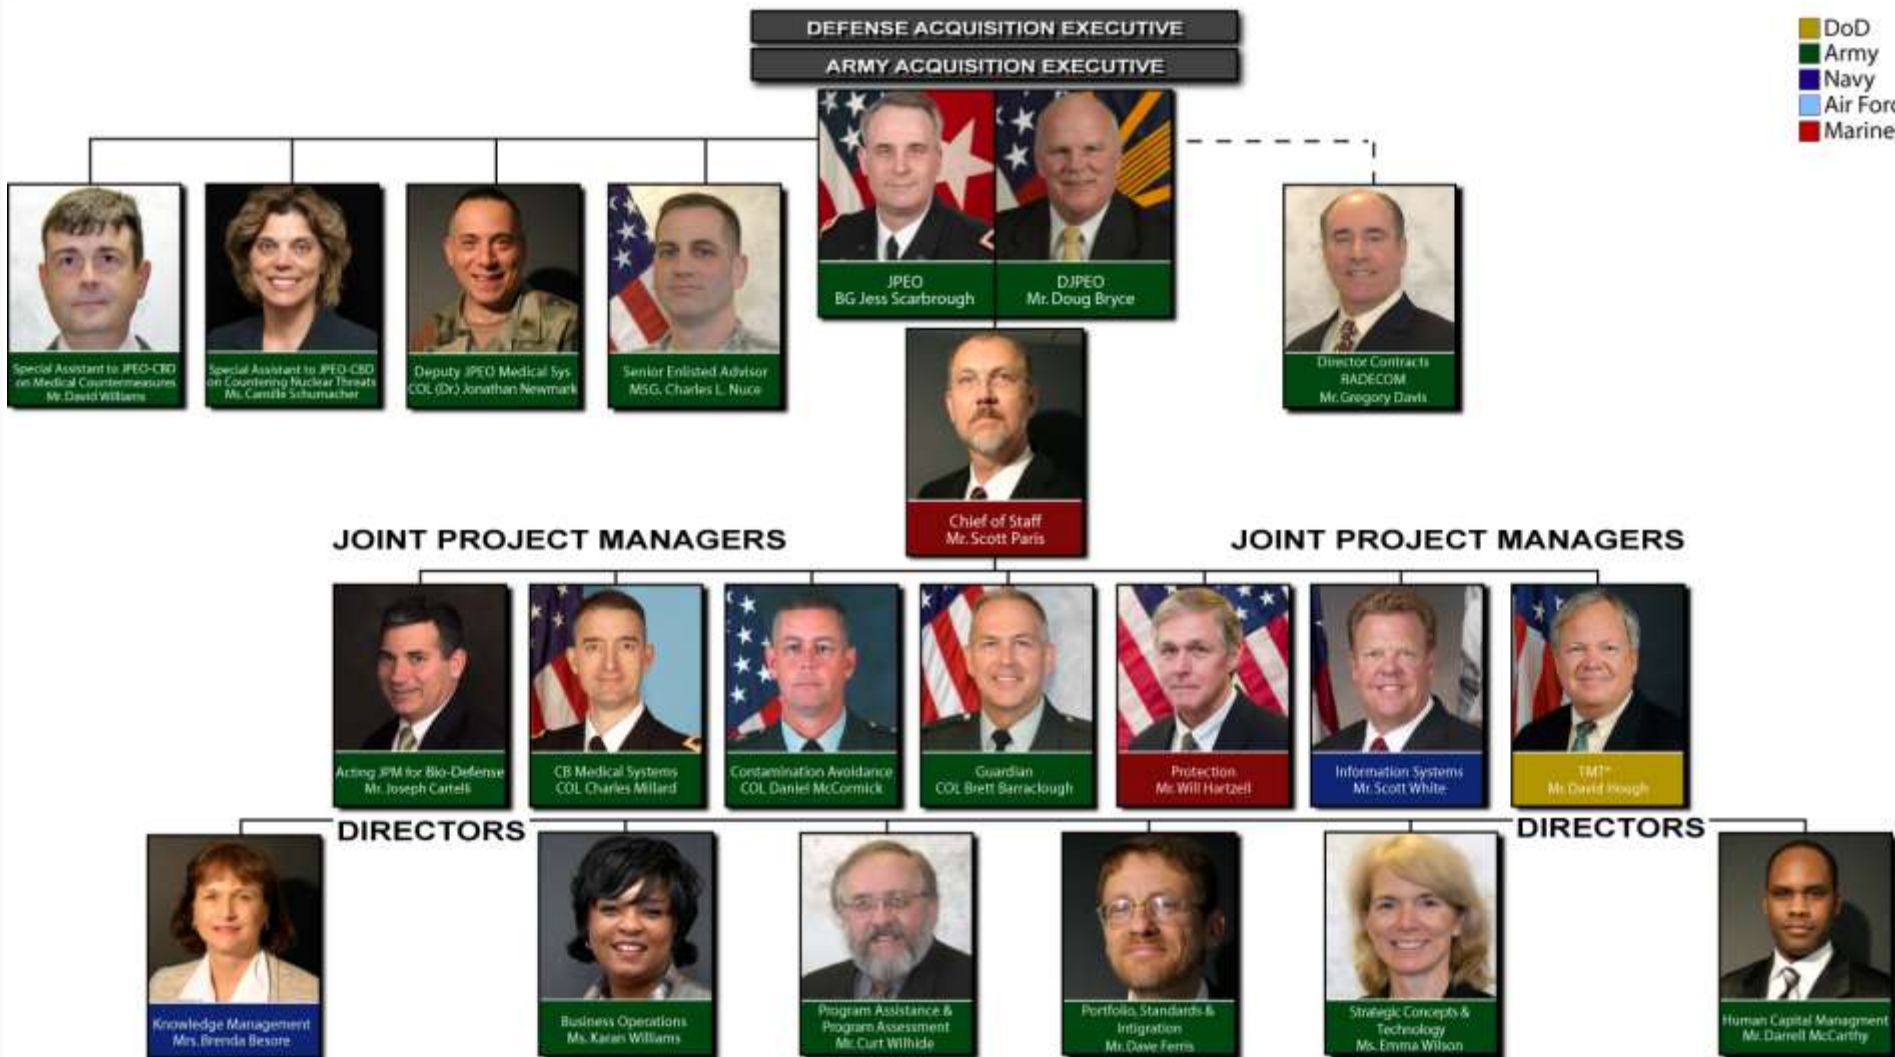 DEFENSE ACQUISITION EXECUTIVE
ARMY ACQUISITION EXECUTIVE
DoD
Army
Navy
Air Forc
Marine
JPEO
BG Jess Scarbrough
DJPEO
Mr. Doug Bryce
Special Assistant to JPEO-CBD
on Medical Countermeasures
Mr. David Williams
Special Assistant to JPEO-CBD
on Countering Nuclear Threats
Ms. Camille Schumacher
Deputy JPEO Medical Sys
COL (Dr.) Jonathan Newmark
Senior Enlisted Advisor
MSG. Charles L. Nuce
Director Contracts
RADECOM
Mr. Gregory Davis
Chief of Staff
Mr. Scott Paris
JOINT PROJECT MANAGERS
JOINT PROJECT MANAGERS
Acting JPM for Bio-Defense
Mr. Joseph Cartelli
CB Medical Systems
COL Charles Millard
Contamination Avoidance
COL Daniel McCormick
Guardian
COL Brett Barraclough
Protection
Mr. Will Hartzell
Information Systems
Mr. Scott White
TMT*
Mr. David Hough
DIRECTORS
DIRECTORS
Knowledge Management
Mrs. Brenda Besore
Business Operations
Ms. Karan Williams
Program Assistance &
Program Assessment
Mr. Curt Wilhide
Portfolio, Standards &
Intigration
Mr. Dave Ferris
Strategic Concepts &
Technology
Ms. Emma Wilson
Human Capital Managment
Mr. Darrell McCarthy